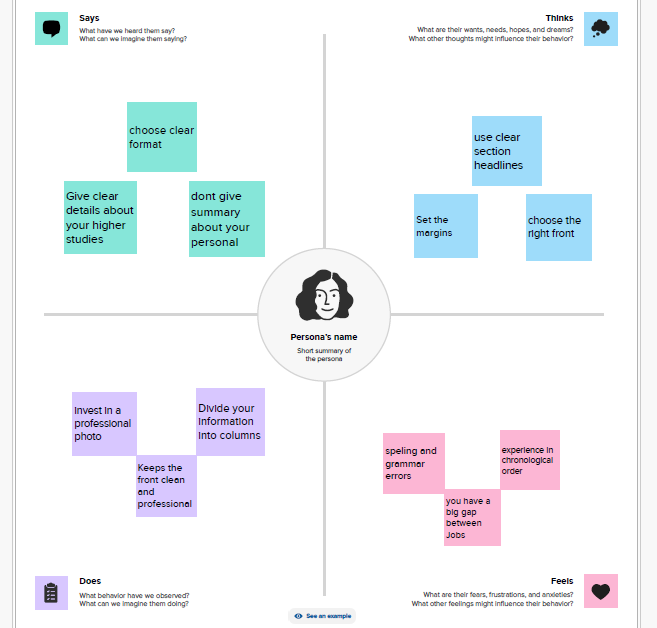 Says
What have we heard them say?
What can we imagine them saying?
Thinks
What are their wants, needs, hopes, and dreams?
What other thoughts might influence their behavior?
choose clear
format
Give clear
details about
your higher
studies
dont give
summary
about your
personal
use clear
section
headlines
Set the
margins
choose the
right front
Persona's name
Short summary of
the persona
Invest in a
professional
photo
Divide your
information
into columns
Keeps the
front clean
and
professional
speling and
grammar
errors
experience in
chronological
order
you have a
big gap
between
Jobs
Does
What behavior have we observed?
What can we imagine them doing?
Feels
What are their fears, frustrations, and anxieties?
What other feelings might influence their behavior?
See an example